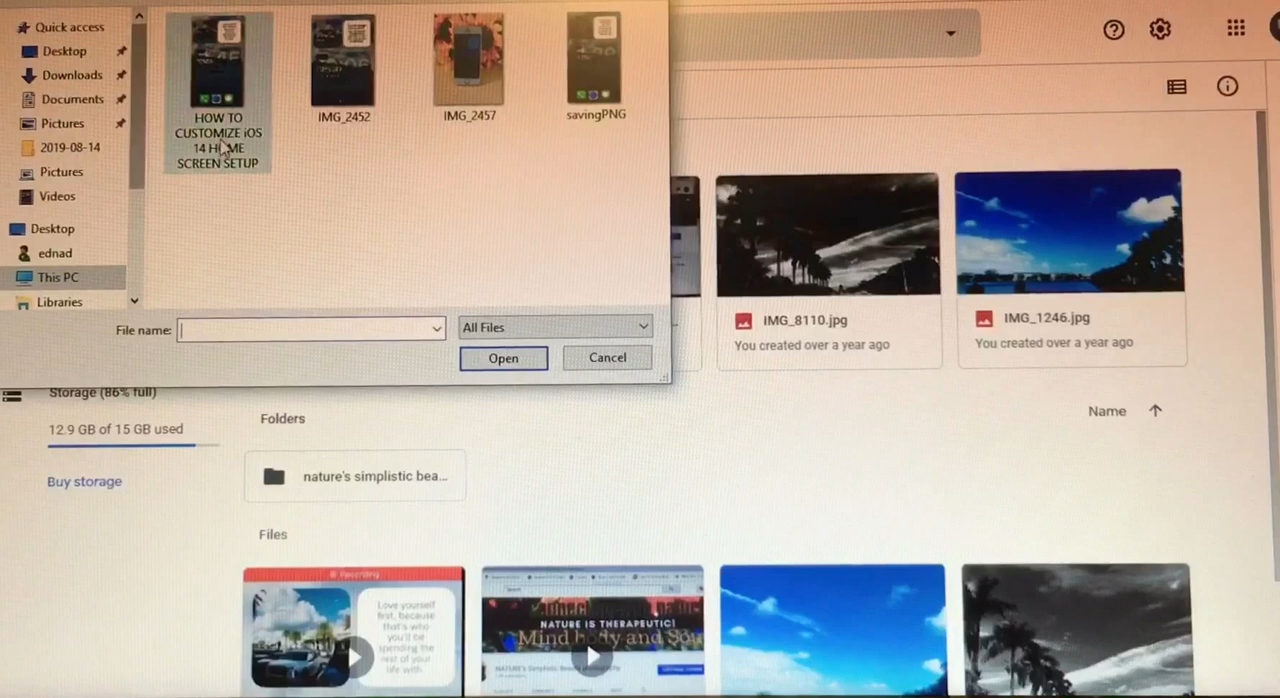 Quick access
Desktop
Downloads
Documents
Pictures
2019-08-14
Pictures
Videos
Desktop
ednad
This PC
Libraries
HOW TO
CUSTOMIZE iOS
14 HOME
SCREEN SETUP
IMG_2452
IMG_2457
savingPNG
File name:
All Files
Open
Cancel
IMG_8110.jpg
You created over a year ago
IMG_1246.jpg
You created over a year ago
Storage (86% full)
12.9 GB of 15 GB used
Buy storage
Folders
Name
nature's simplistic bea...
Files
Recording
Love yourself
first, because
that's who
you'll be
spending the
rest of your
life with.
NATURE IS THERAPEUTIC!
Mind body and Sou